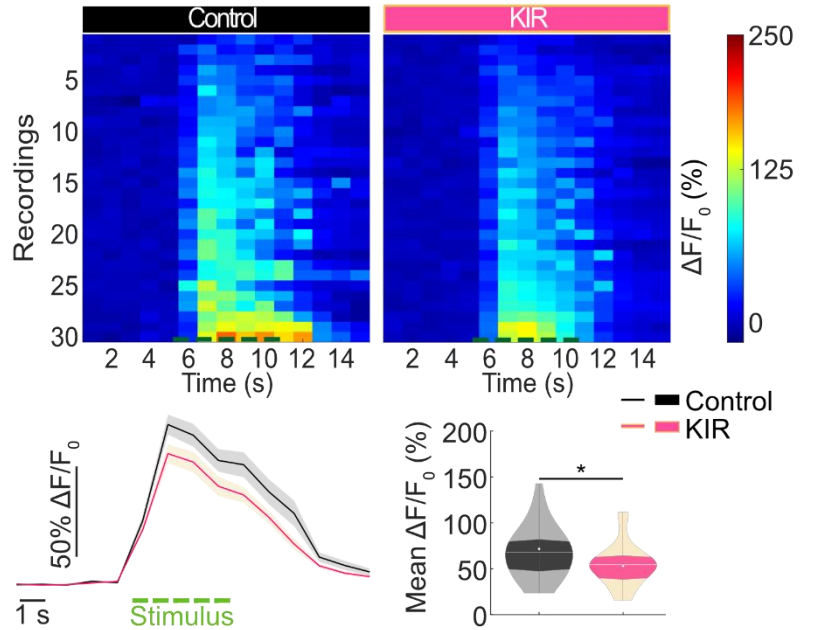 Control KIR
250
5
10
15
20
25
30
Recordings
125
0
ΔF/F0 (%)
2 4 6 8 10 12 14 2 4 6 8 10 12 14
Time (s) Time (s)
50% ΔF/F0
1 s
Stimulus
Control
KIR
200
150
100
50
0
Mean ΔF/F0 (%)
*